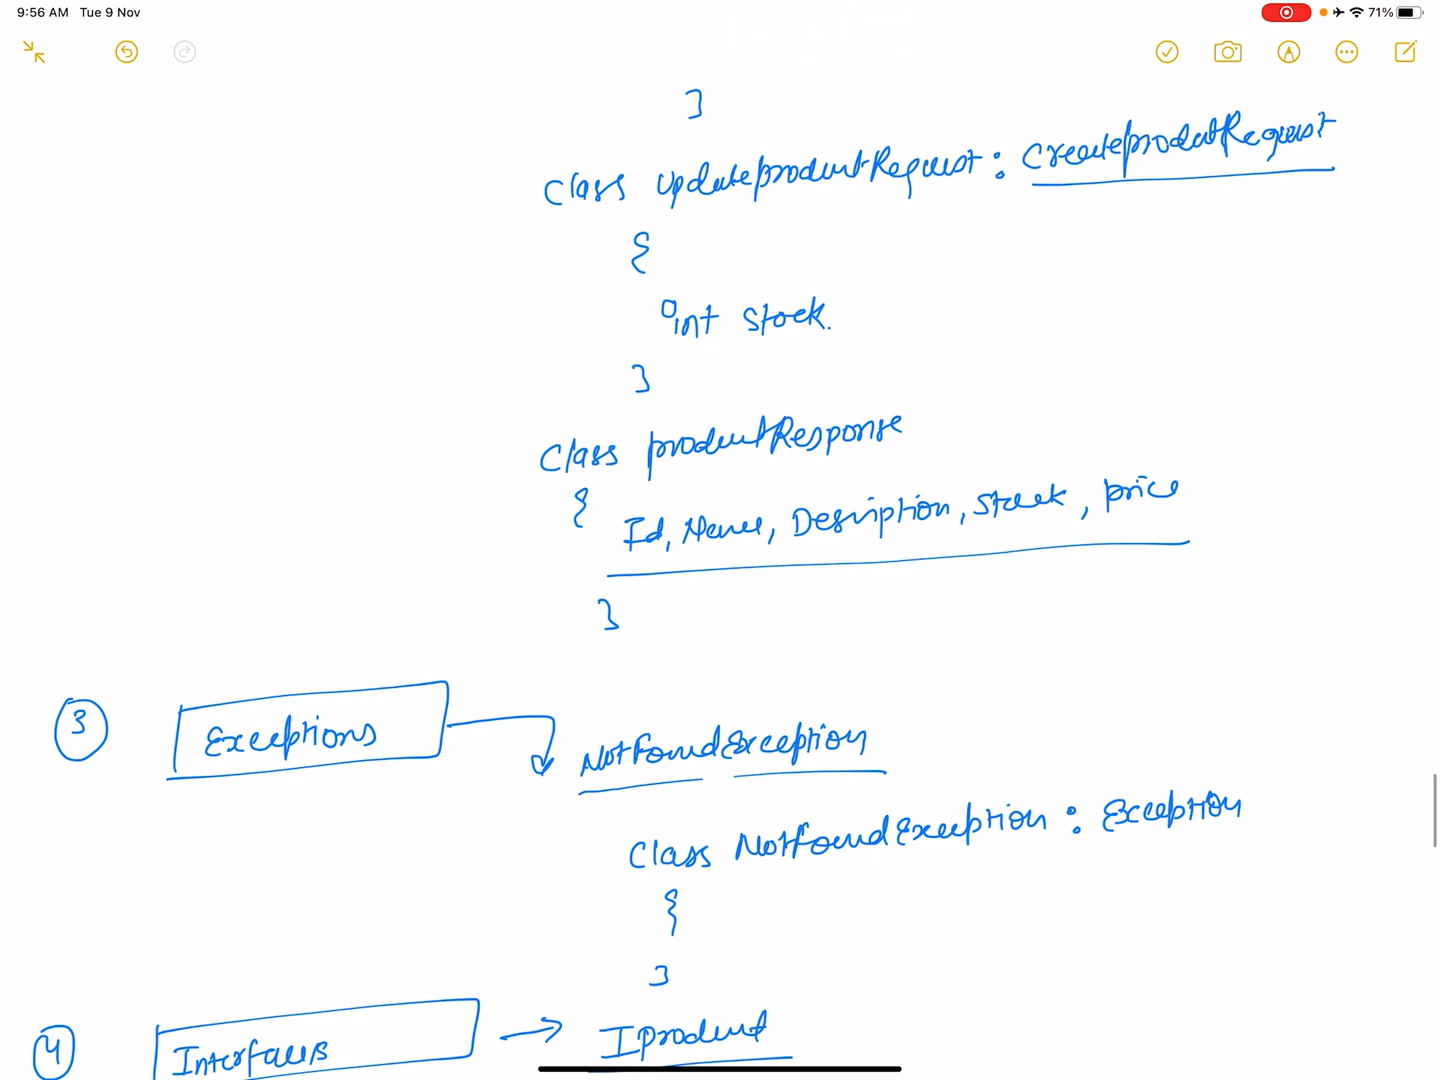 9:56 AM Tue 9 Nov
71%
}
Class UpdateproductRequest : CreateproductRequest
{
int stock.
}
Class productResponse
{
Id, Name, Description, Stock, price
}
3
Exceptions
NotFoundException
Class NotFoundException : Exception
{
}
4
Interfaces
Iproduct